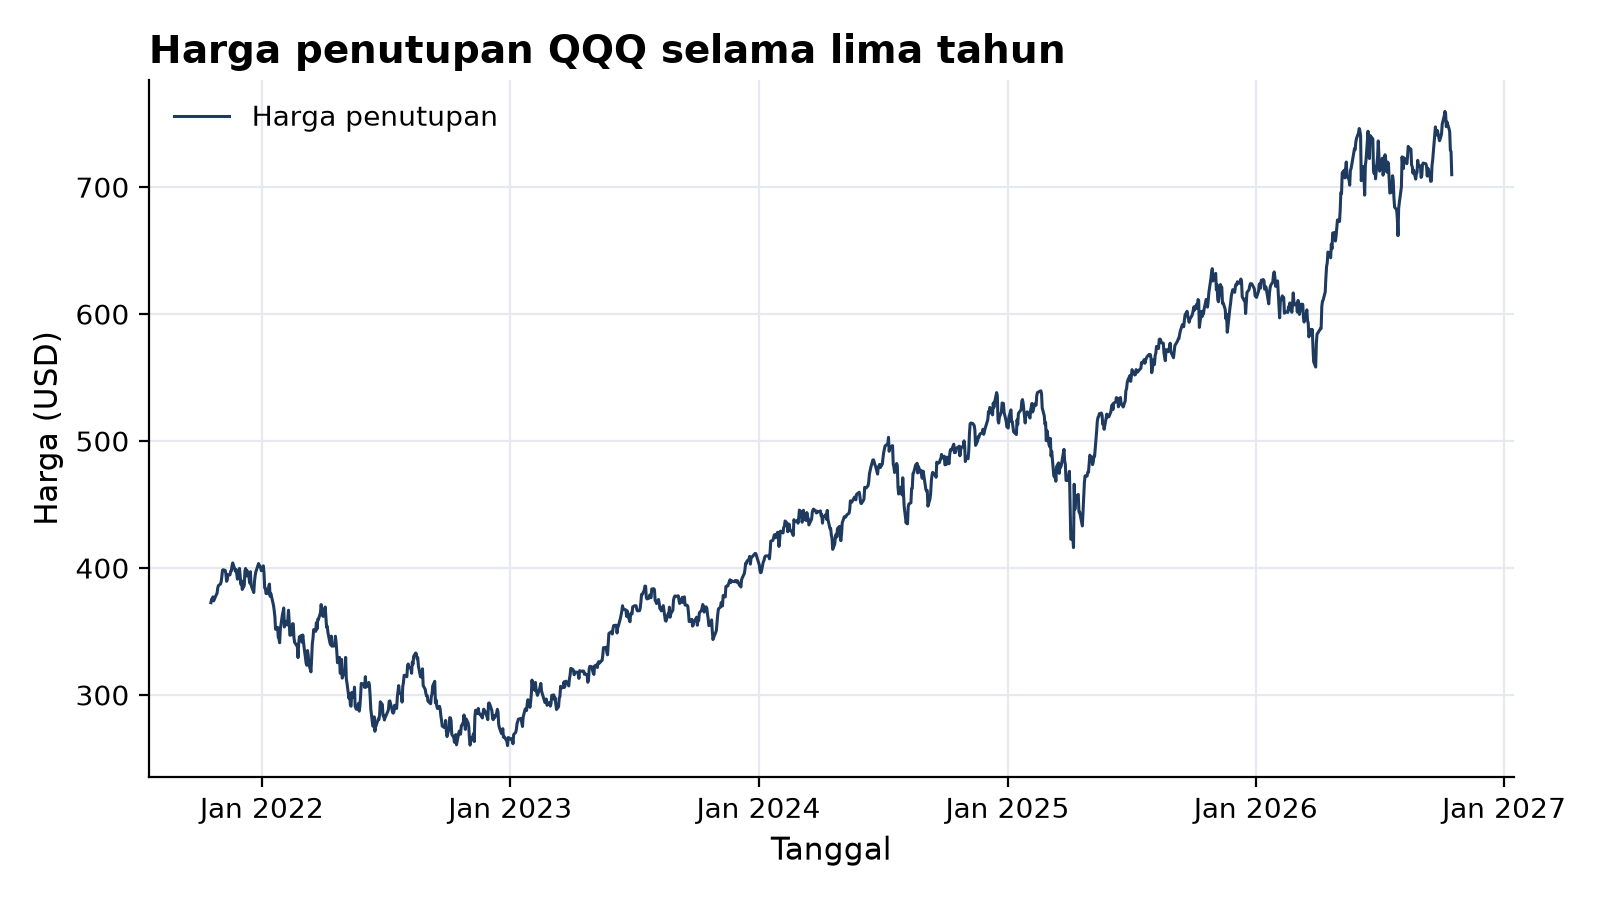 Harga penutupan QQQ selama lima tahun
Harga penutupan
Harga (USD)
700
600
500
400
300
Jan 2022
Jan 2023
Jan 2024
Jan 2025
Jan 2026
Jan 2027
Tanggal